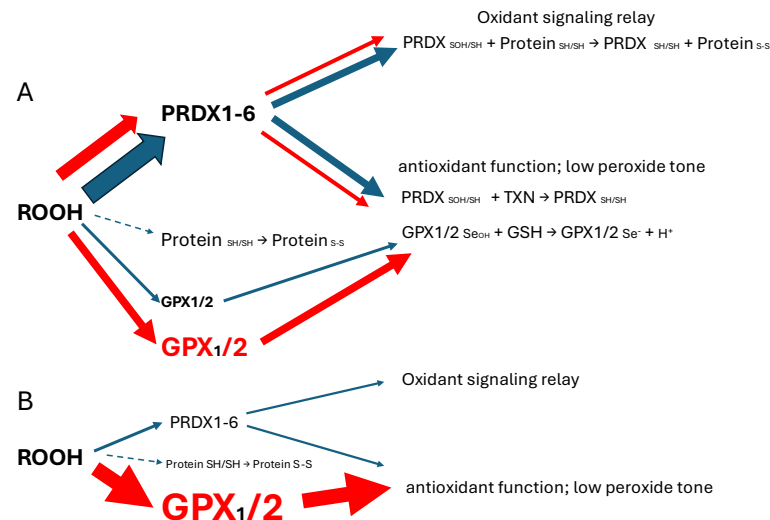 Oxidant signaling relay
PRDX SOH/SH + Protein SH/SH → PRDX SH/SH + Protein S-S
A
PRDX1-6
antioxidant function; low peroxide tone
PRDX SOH/SH + TXN → PRDX SH/SH
ROOH
GPX1/2 SeOH + GSH → GPX1/2 Se- + H+
Protein SH/SH → Protein S-S
GPX1/2
GPX1/2
Oxidant signaling relay
B
PRDX1-6
ROOH
Protein SH/SH → Protein S-S
antioxidant function; low peroxide tone
GPX1/2